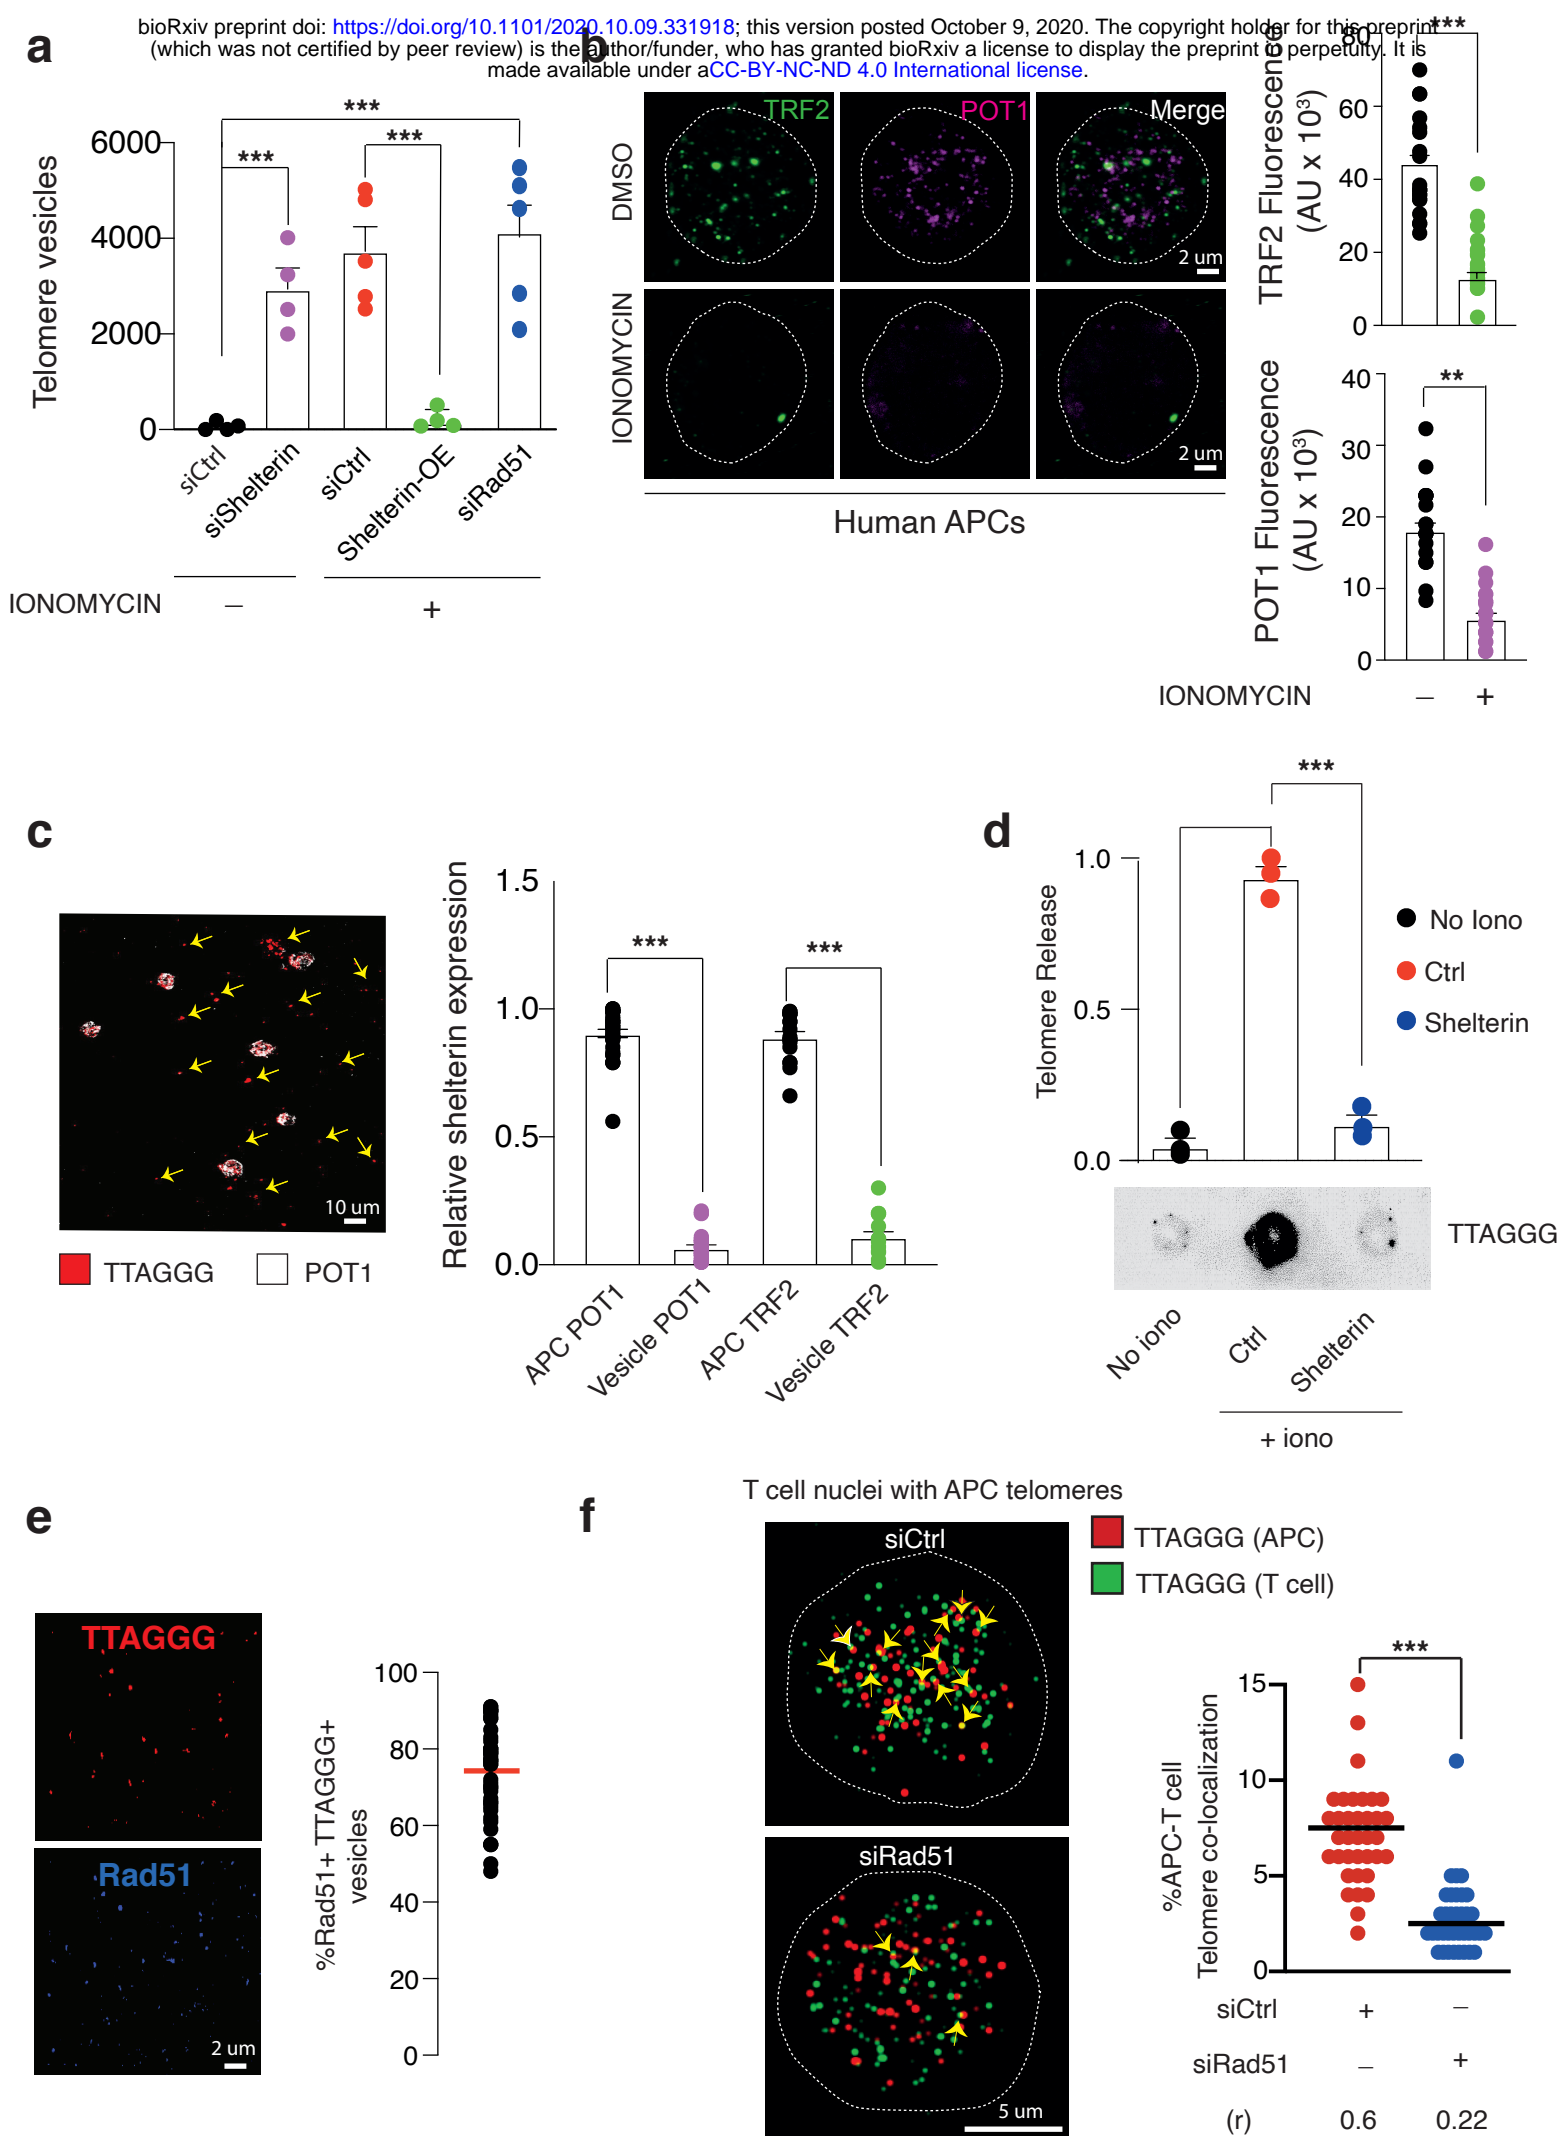 bioRxiv preprint doi: https://doi.org/10.1101/2020.10.09.331918; this version posted October 9, 2020. The copyright holder for this preprint
(which was not certified by peer review) is the author/funder, who has granted bioRxiv a license to display the preprint in perpetuity. It is
made available under aCC-BY-NC-ND 4.0 International license.
a
Telomere vesicles
6000
4000
2000
0
***
***
***
siCtrl
siShelterin
siCtrl
Shelterin-OE
siRad51
IONOMYCIN
–
+
b
DMSO
IONOMYCIN
TRF2
POT1
Merge
2 um
2 um
Human APCs
TRF2 Fluorescence
(AU x 10³)
80
60
40
20
0
***
POT1 Fluorescence
(AU x 10³)
40
30
20
10
0
**
IONOMYCIN – +
c
10 um
TTAGGG
POT1
Relative shelterin expression
1.5
1.0
0.5
0.0
***
***
APC POT1
Vesicle POT1
APC TRF2
Vesicle TRF2
d
Telomere Release
1.0
0.5
0.0
***
No Iono
Ctrl
Shelterin
TTAGGG
No iono
Ctrl
Shelterin
+ iono
e
TTAGGG
Rad51
2 um
%Rad51+ TTAGGG+
vesicles
100
80
60
40
20
0
f
T cell nuclei with APC telomeres
siCtrl
siRad51
5 um
TTAGGG (APC)
TTAGGG (T cell)
%APC-T cell
Telomere co-localization
15
10
5
0
***
siCtrl + –
siRad51 – +
(r) 0.6 0.22